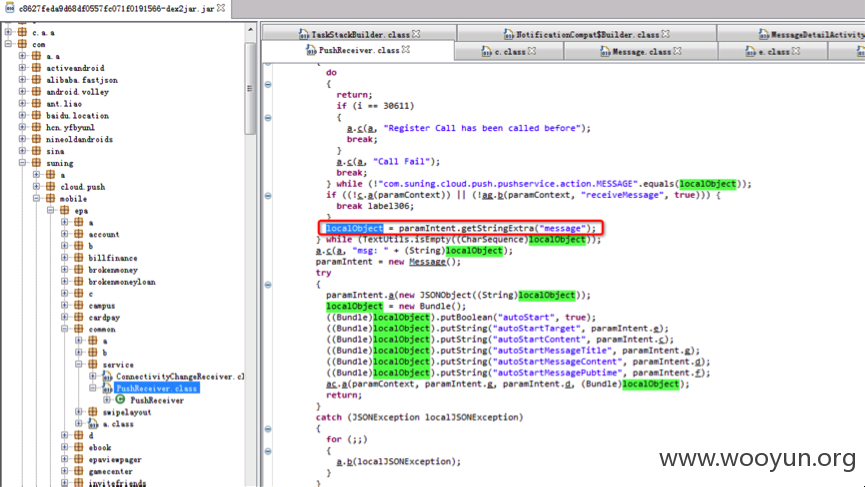 c8627feda9d68df0557fc071f0191566-dex2jar.jar
c.a.a
com
a.a
activeandroid
alibaba.fastjson
android.volley
ant.liao
baidu.location
hcn.yfbyunl
nineoldandroids
sina
suning
a
cloud.push
mobile
epa
a
account
b
billfinance
brokenmoney
brokenmoneyloan
c
campus
cardpay
common
a
b
service
ConnectivityChangeReceiver.cl
PushReceiver.class
PushReceiver
swipelayout
a.class
d
ebook
epaviewpager
gamecenter
invitefriends
TaskStackBuilder.class
NotificationCompat$Builder.class
MessageDetailActivity
PushReceiver.class
c.class
Message.class
e.class
{
do
{
return;
if (i == 30611)
{
a.c(a, "Register Call has been called before");
break;
}
a.c(a, "Call Fail");
break;
} while (!"com.suning.cloud.push.pushservice.action.MESSAGE".equals(localObject));
if ((!c.a(paramContext)) || (!ag.b(paramContext, "receiveMessage", true))) {
break label306;
}
localObject = paramIntent.getStringExtra("message");
} while (TextUtils.isEmpty((CharSequence)localObject));
a.c(a, "msg: " + (String)localObject);
paramIntent = new Message();
try
{
paramIntent.a(new JSONObject((String)localObject));
localObject = new Bundle();
((Bundle)localObject).putBoolean("autoStart", true);
((Bundle)localObject).putString("autoStartTarget", paramIntent.e);
((Bundle)localObject).putString("autoStartContent", paramIntent.c);
((Bundle)localObject).putString("autoStartMessageTitle", paramIntent.g);
((Bundle)localObject).putString("autoStartMessageContent", paramIntent.d);
((Bundle)localObject).putString("autoStartMessagePubtime", paramIntent.f);
ac.a(paramContext, paramIntent.g, paramIntent.d, (Bundle)localObject);
return;
}
catch (JSONException localJSONException)
{
for (;;)
{
a.b(localJSONException);
}
}
www.wooyun.org